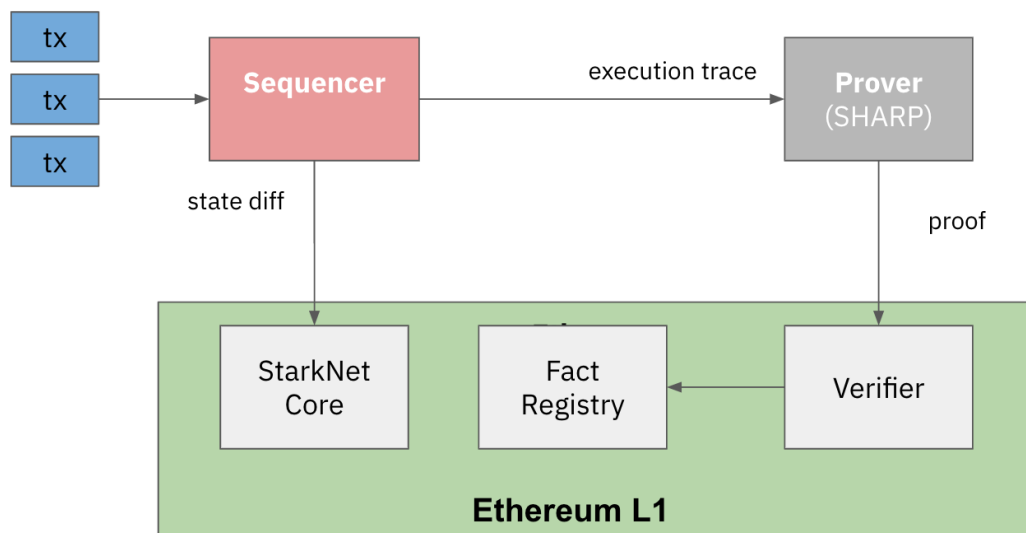 tx
tx
tx
Sequencer
execution trace
Prover
(SHARP)
state diff
proof
StarkNet
Core
Fact
Registry
Verifier
Ethereum L1